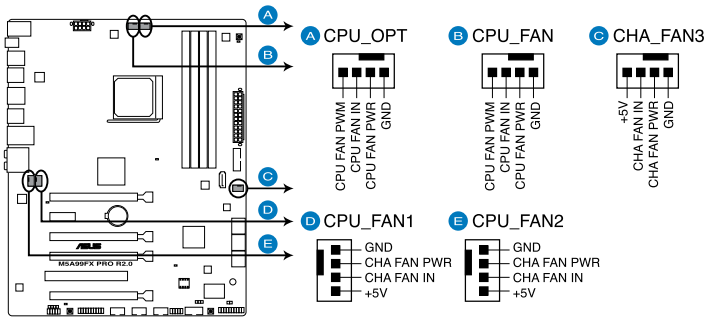 A
B
C
D
E
/ISUS
M5A99FX PRO R2.0
A CPU_OPT
CPU FAN PWM
CPU FAN IN
CPU FAN PWR
GND
B CPU_FAN
CPU FAN PWM
CPU FAN IN
CPU FAN PWR
GND
C CHA_FAN3
+5V
CHA FAN IN
CHA FAN PWR
GND
D CPU_FAN1
GND
CHA FAN PWR
CHA FAN IN
+5V
E CPU_FAN2
GND
CHA FAN PWR
CHA FAN IN
+5V